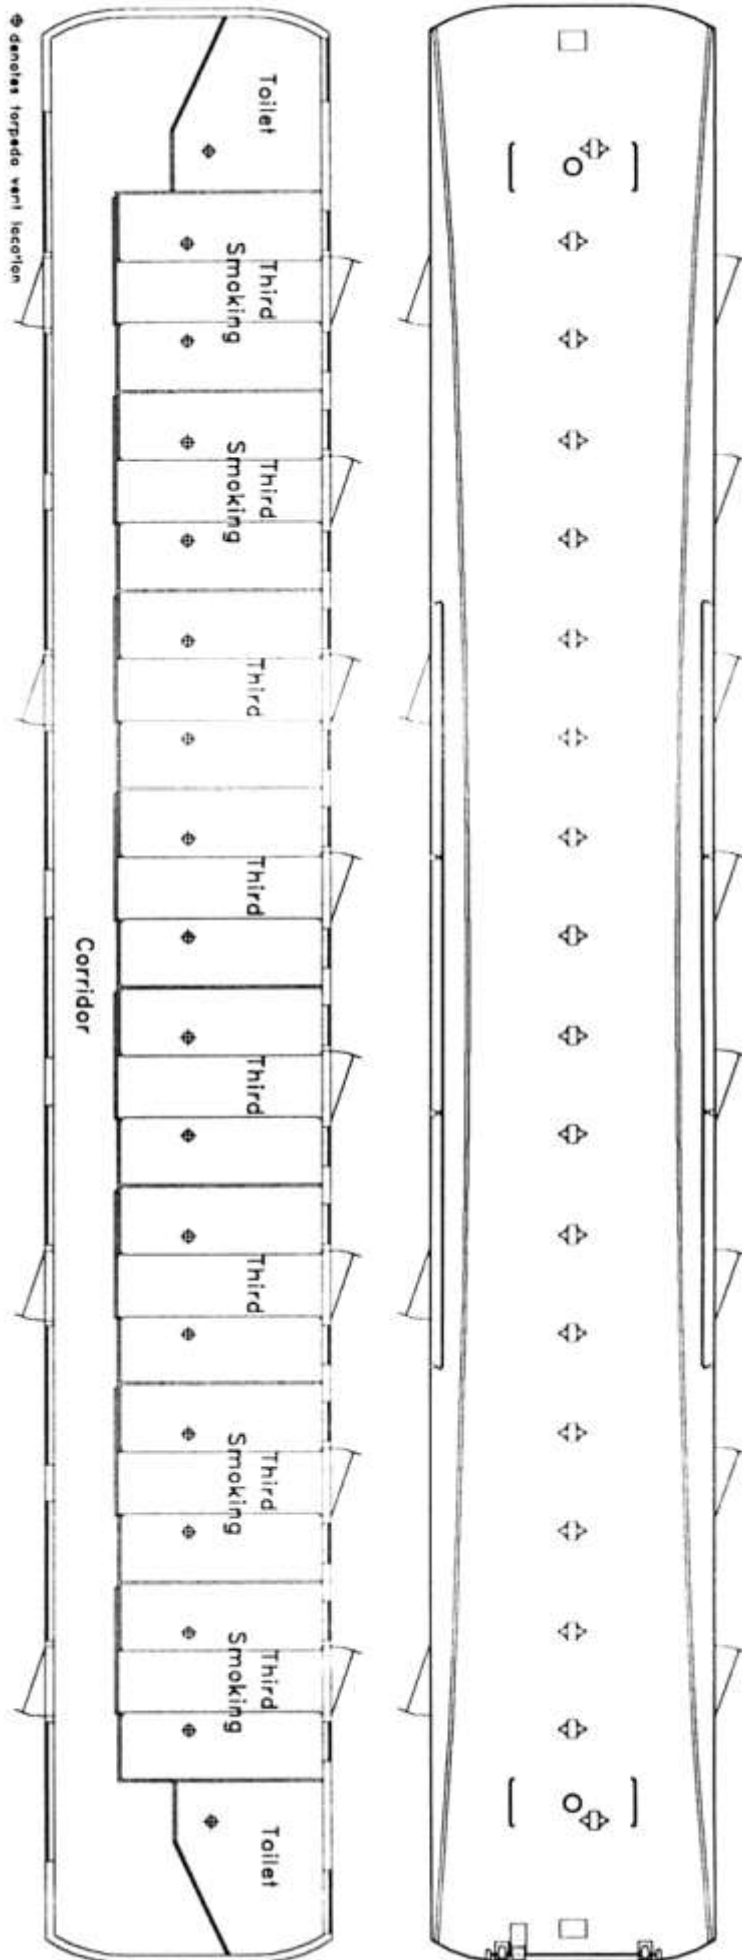 Toilet
Third
Smoking
Third
Smoking
Third
Third
Third
Third
Third
Smoking
Third
Smoking
Toilet
Corridor
⌖ denotes torpedo vent location